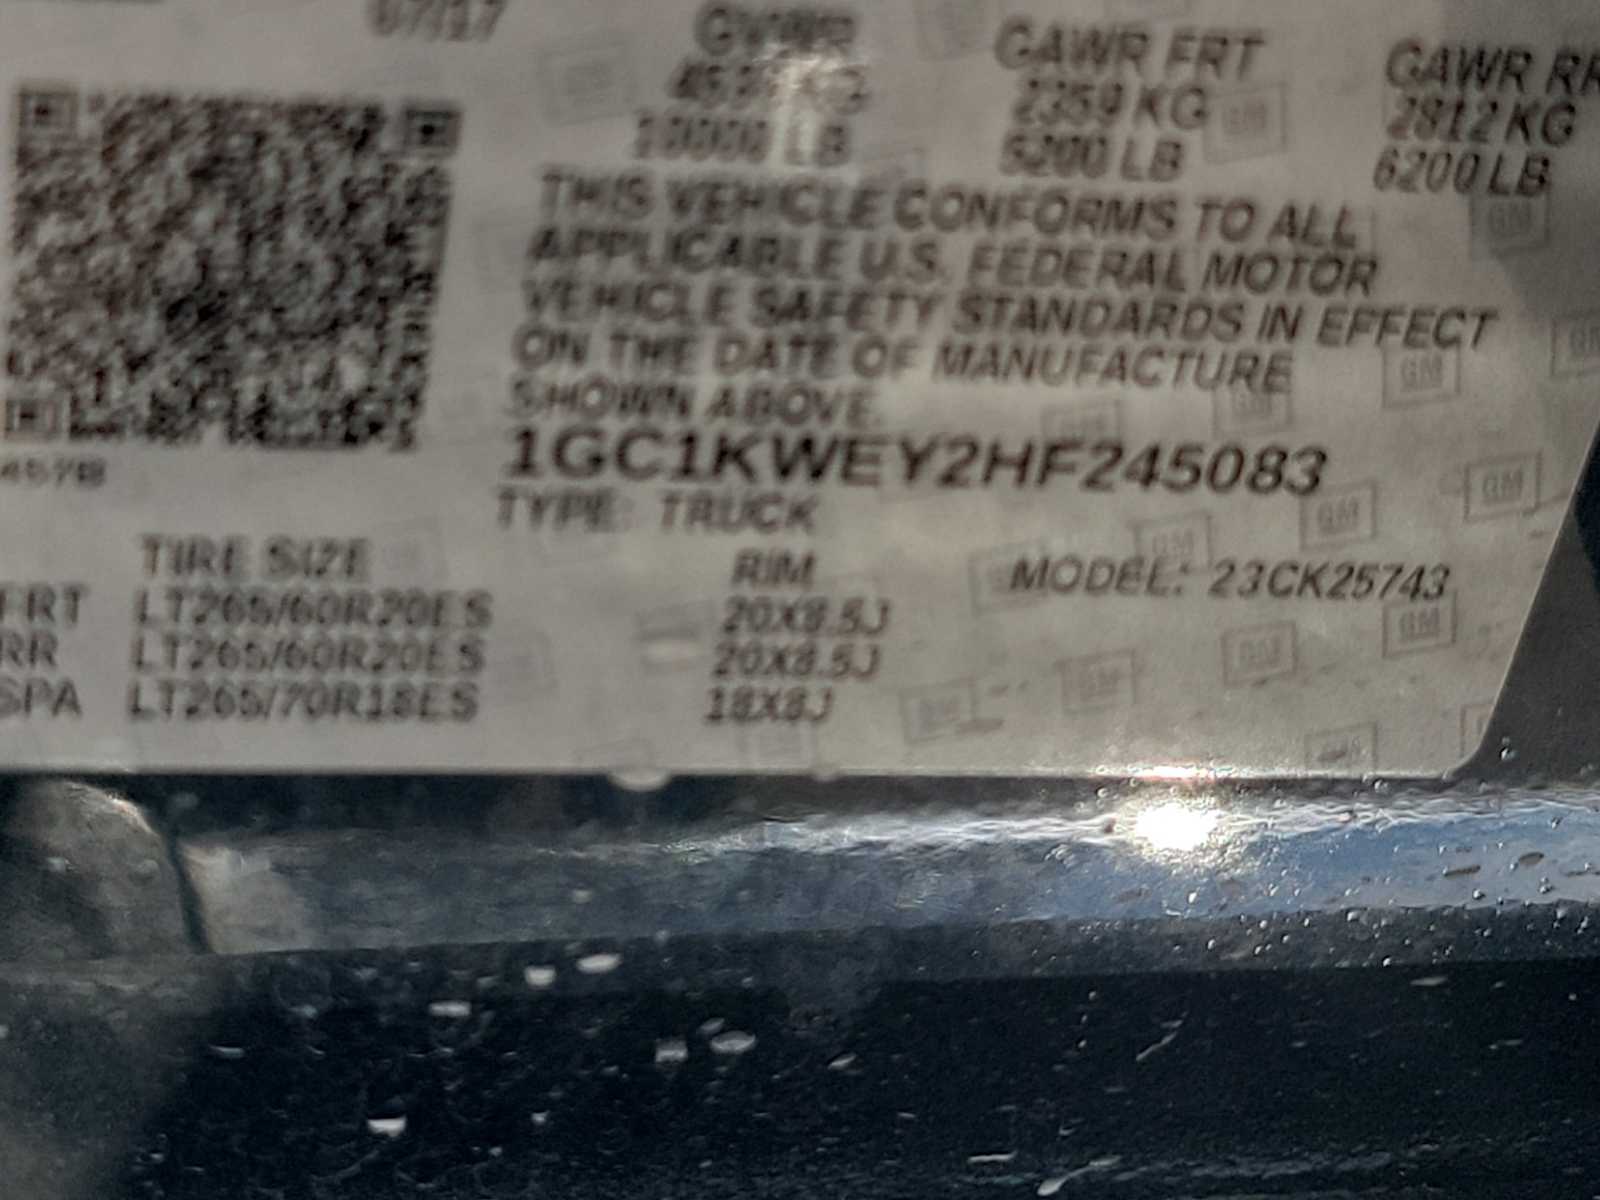 07/17
GVWR GAWR FRT GAWR RR
KG 2359 KG 2812 KG
10000 LB 5200 LB 6200 LB
THIS VEHICLE CONFORMS TO ALL
APPLICABLE U.S. FEDERAL MOTOR
VEHICLE SAFETY STANDARDS IN EFFECT
ON THE DATE OF MANUFACTURE
SHOWN ABOVE.
1GC1KWEY2HF245083
TYPE: TRUCK
TIRE SIZE RIM MODEL: 23CK25743
FRT LT265/60R20ES 20X8.5J
RR LT265/60R20ES 20X8.5J
SPA LT265/70R18ES 18X8J